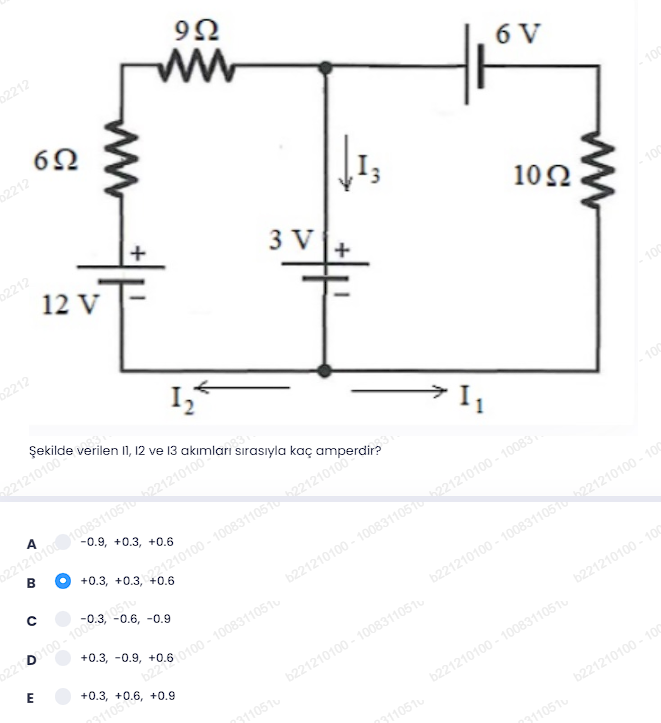 9Ω
6 V
6Ω
I3
10Ω
3 V
+
+
12 V
−
−
I2
I1
Şekilde verilen I1, I2 ve I3 akımları sırasıyla kaç amperdir?
A -0.9, +0.3, +0.6
B +0.3, +0.3, +0.6
C -0.3, -0.6, -0.9
D +0.3, -0.9, +0.6
E +0.3, +0.6, +0.9
b221210100 - 1008311051